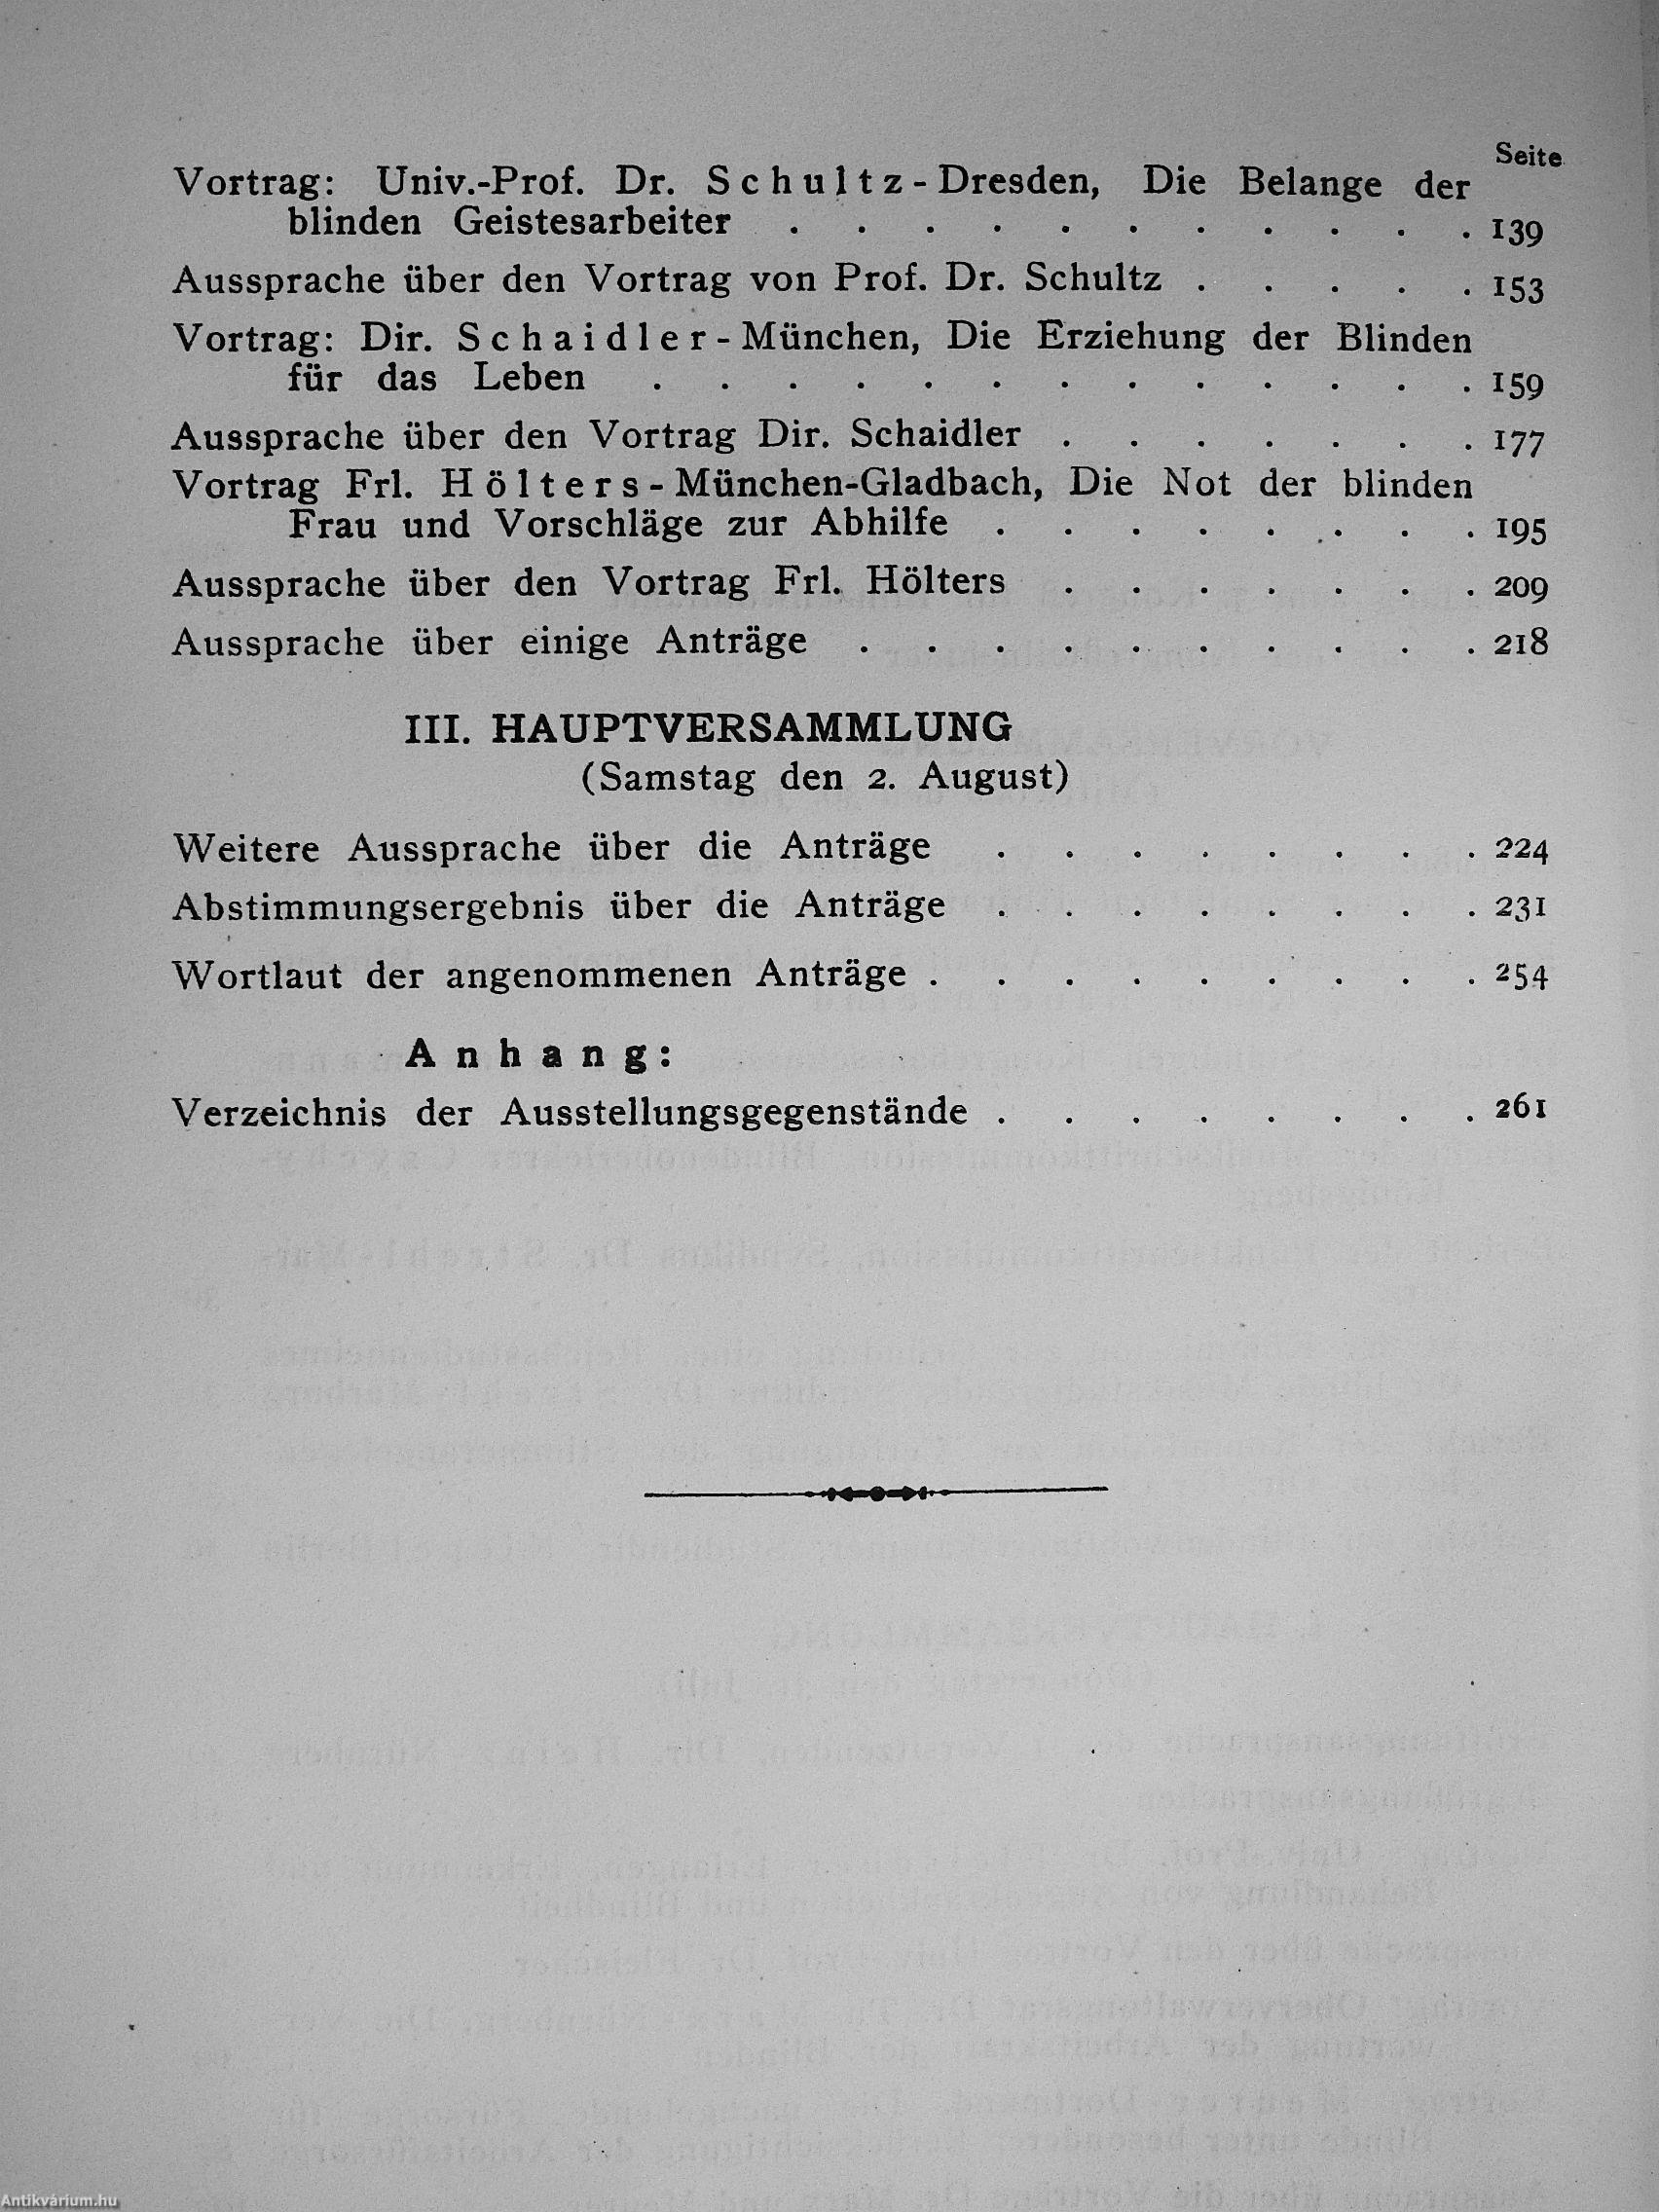 Seite
Vortrag: Univ.-Prof. Dr. Schultz-Dresden, Die Belange der
blinden Geistesarbeiter . . . . . . . . . . . 139
Aussprache über den Vortrag von Prof. Dr. Schultz . . . . . 153
Vortrag: Dir. Schaidler-München, Die Erziehung der Blinden
für das Leben . . . . . . . . . . . . . 159
Aussprache über den Vortrag Dir. Schaidler . . . . . . . 177
Vortrag Frl. Hölters-München-Gladbach, Die Not der blinden
Frau und Vorschläge zur Abhilfe . . . . . . . . 195
Aussprache über den Vortrag Frl. Hölters . . . . . . . 209
Aussprache über einige Anträge . . . . . . . . . . 218
III. HAUPTVERSAMMLUNG
(Samstag den 2. August)
Weitere Aussprache über die Anträge . . . . . . . . 224
Abstimmungsergebnis über die Anträge . . . . . . . . 231
Wortlaut der angenommenen Anträge . . . . . . . . . 254
Anhang:
Verzeichnis der Ausstellungsgegenstände . . . . . . . . 261
Antikvárium.hu